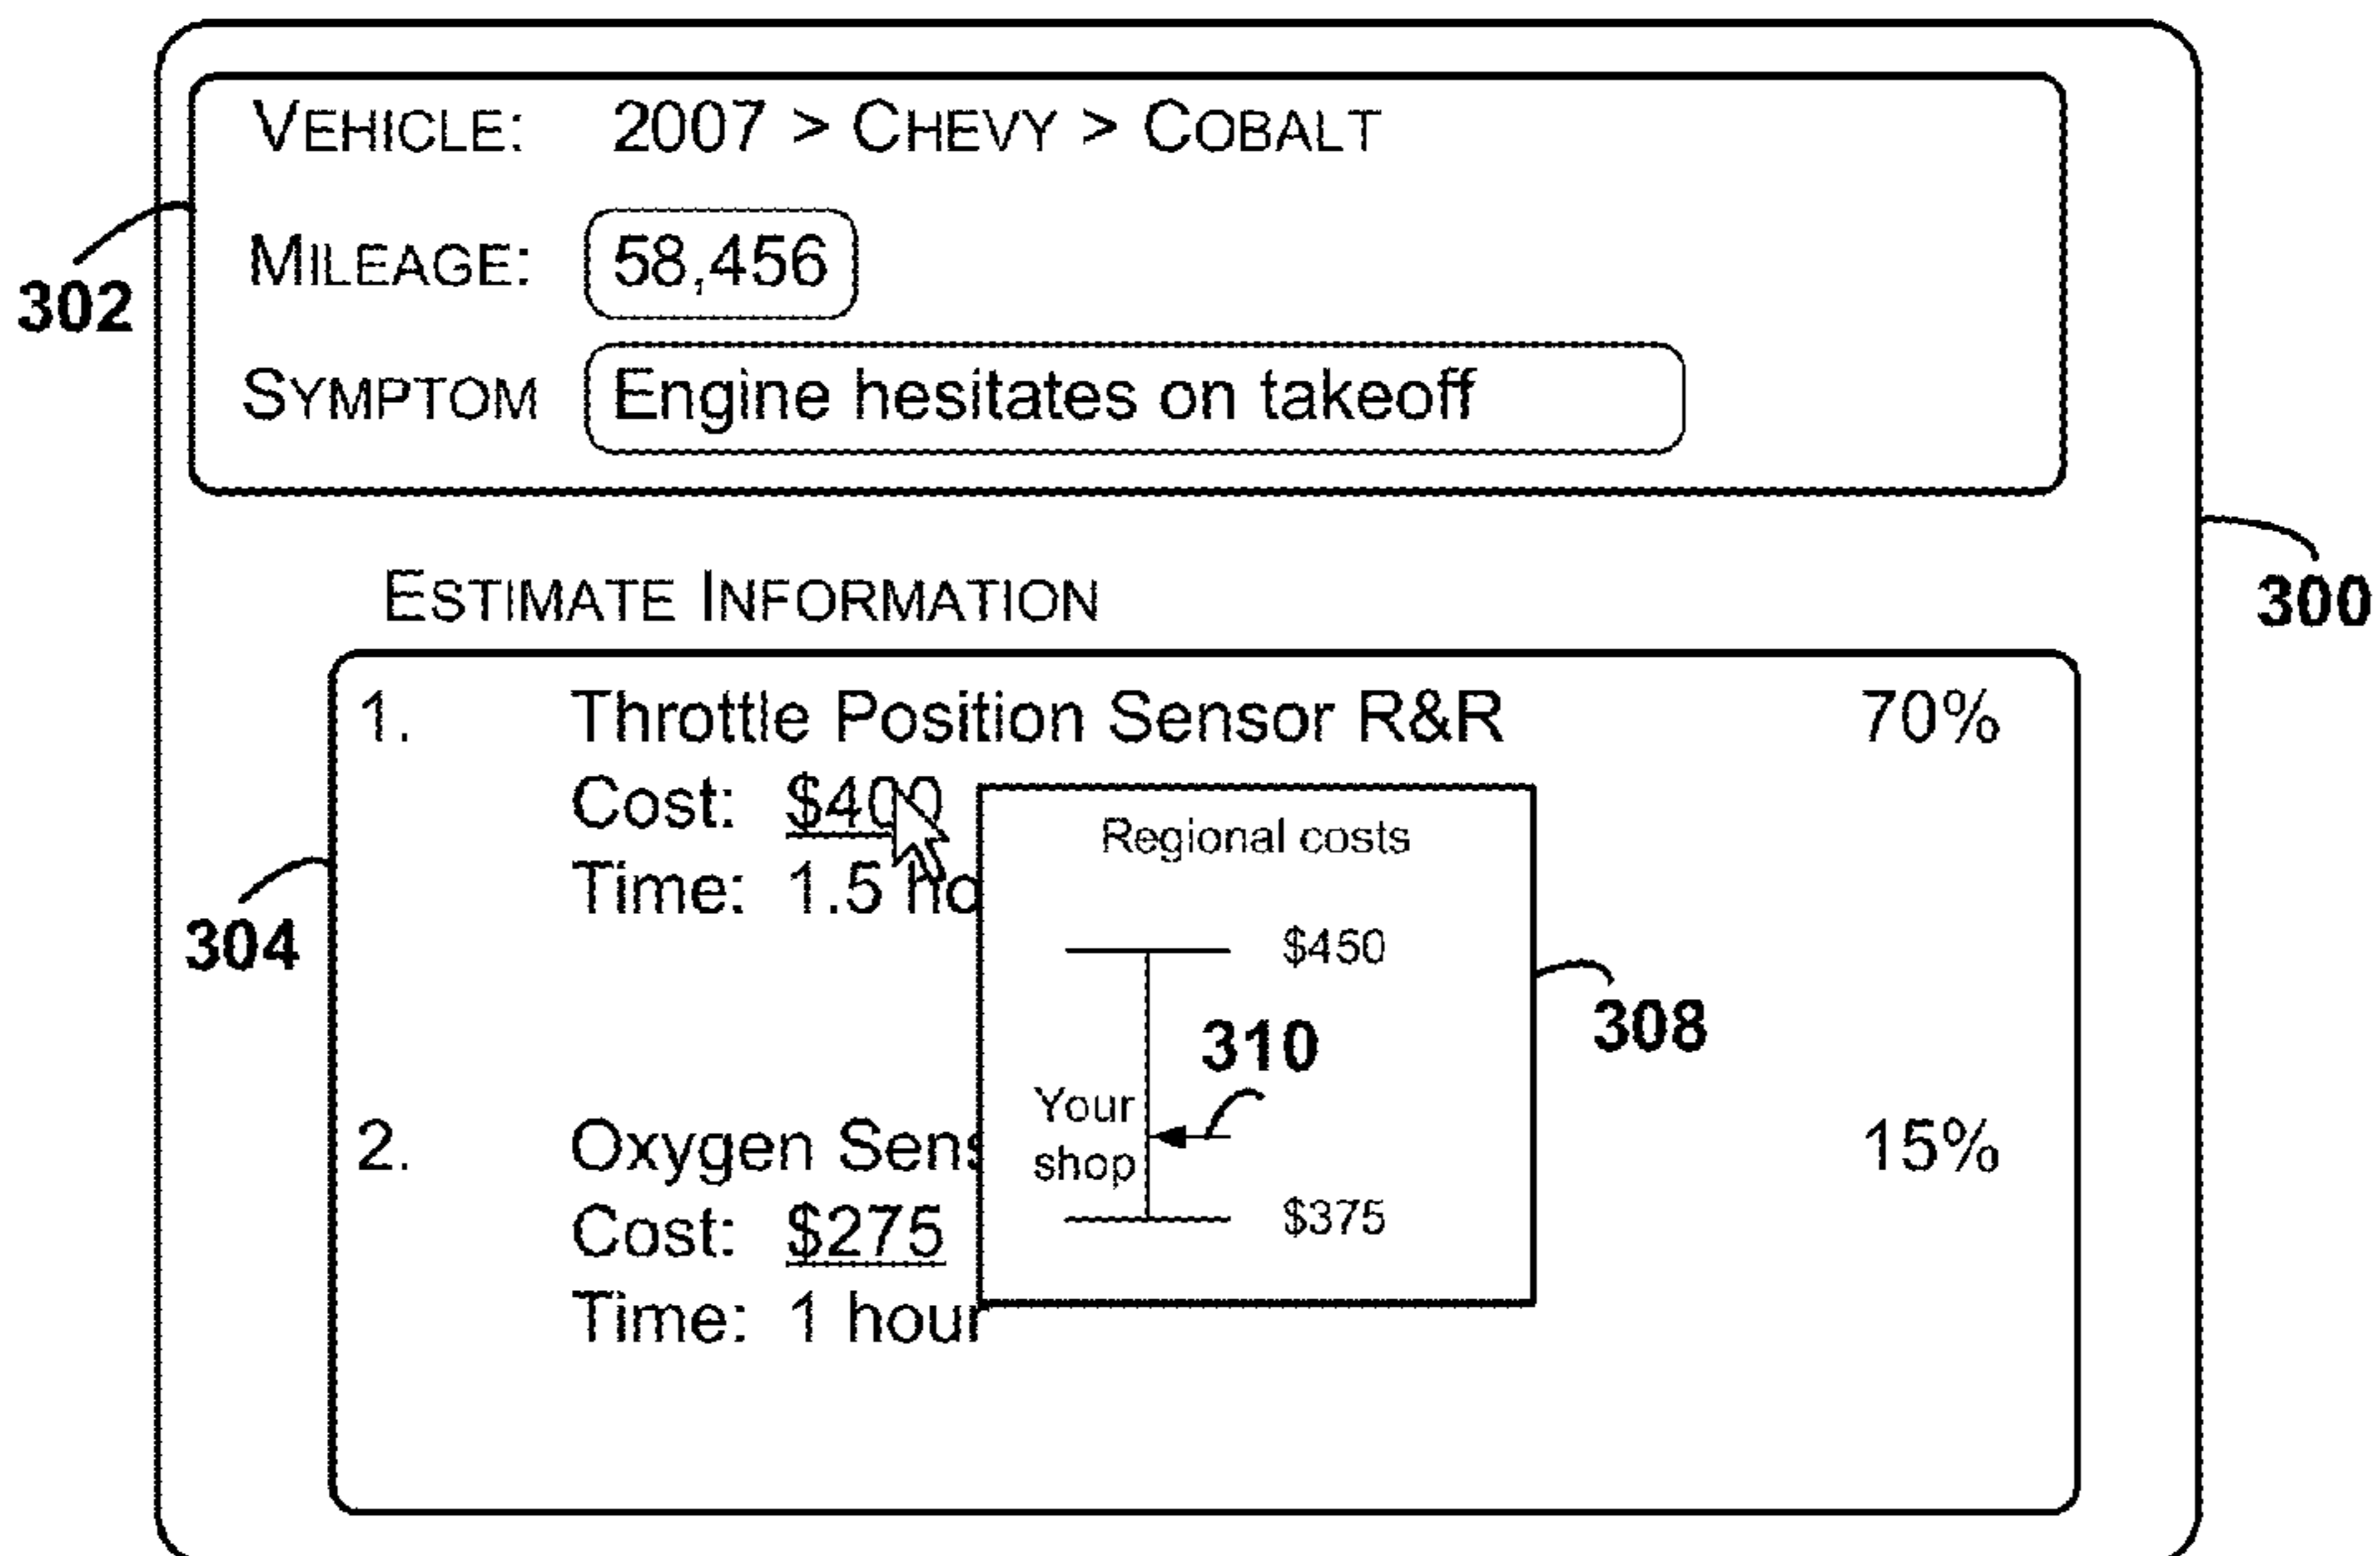 VEHICLE: 2007 > CHEVY > COBALT
MILEAGE: 58,456
302
SYMPTOM Engine hesitates on takeoff
ESTIMATE INFORMATION
300
1. Throttle Position Sensor R&R 70%
Cost: $400
Regional costs
Time: 1.5 ho
304
$450
308
310
Your
shop
$375
2. Oxygen Sens 15%
Cost: $275
Time: 1 hour